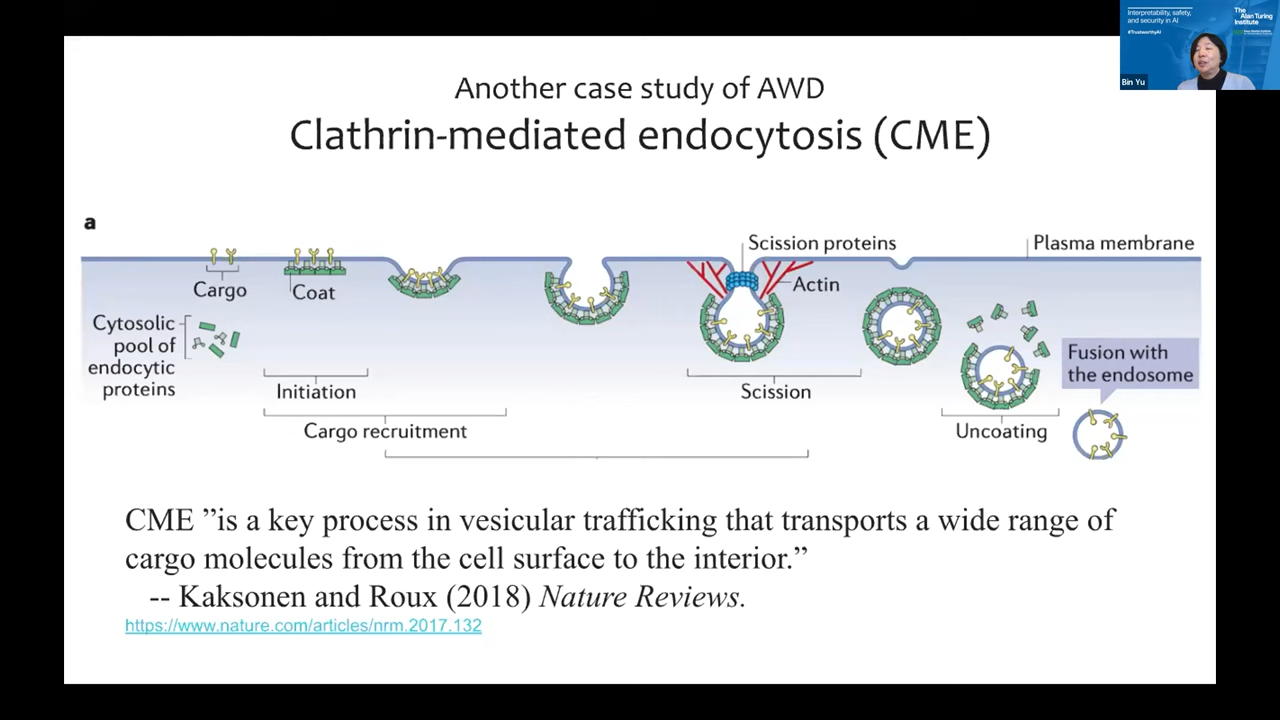 Interpretability, safety,
and security in AI
#TrustworthyAI
The
Alan Turing
Institute
Bin Yu
Another case study of AWD
Clathrin-mediated endocytosis (CME)
a
Scission proteins
Plasma membrane
Cargo
Coat
Actin
Cytosolic
pool of
endocytic
proteins
Fusion with
the endosome
Initiation
Scission
Cargo recruitment
Uncoating
CME ”is a key process in vesicular trafficking that transports a wide range of
cargo molecules from the cell surface to the interior.”
-- Kaksonen and Roux (2018) Nature Reviews.
https://www.nature.com/articles/nrm.2017.132